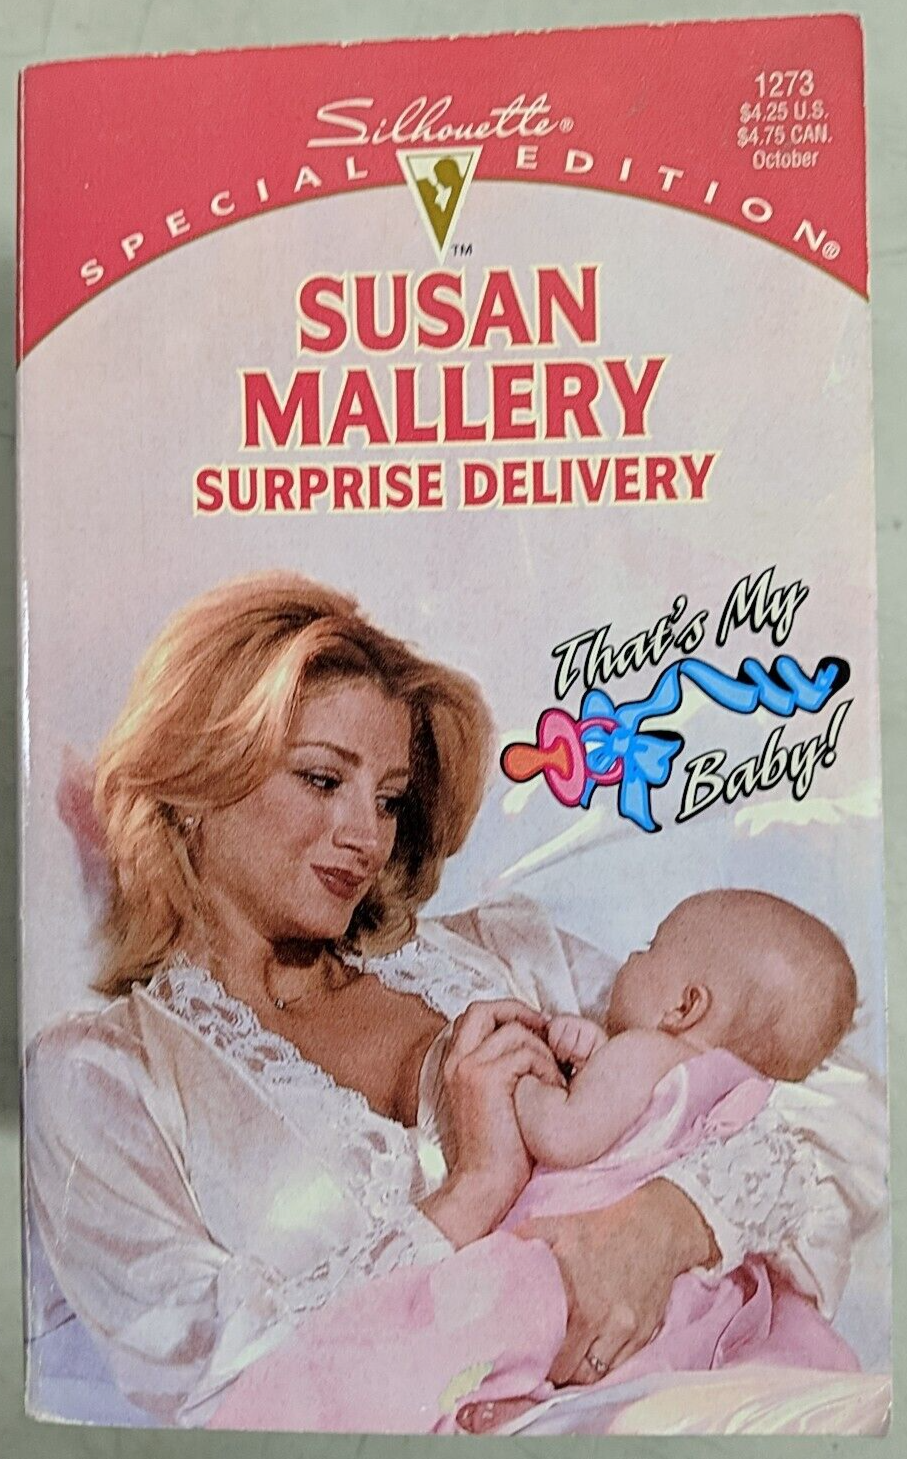 1273
$4.25 U.S.
$4.75 CAN.
October
Silhouette®
SPECIAL EDITION®
TM
SUSAN
MALLERY
SURPRISE DELIVERY
That's My
Baby!